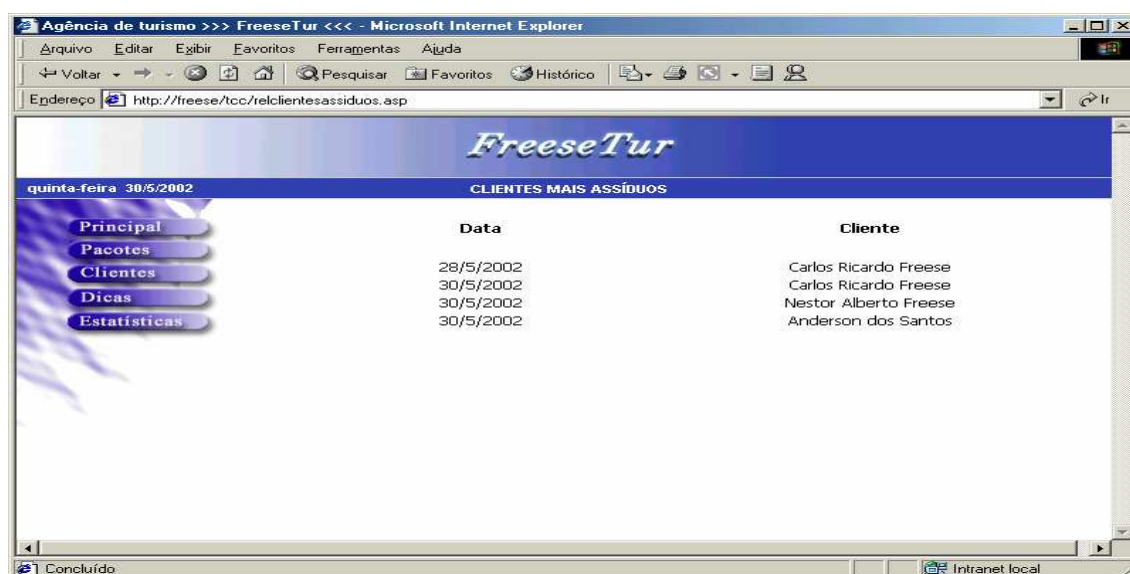 Agência de turismo >>> FreeseTur <<< - Microsoft Internet Explorer
Arquivo Editar Exibir Favoritos Ferramentas Ajuda
Voltar Pesquisar Favoritos Histórico
Endereço http://freese/tcc/relclientesassiduos.asp Ir
FreeseTur
quinta-feira 30/5/2002 CLIENTES MAIS ASSÍDUOS
Principal
Pacotes
Clientes
Dicas
Estatísticas
Data Cliente
28/5/2002 Carlos Ricardo Freese
30/5/2002 Carlos Ricardo Freese
30/5/2002 Nestor Alberto Freese
30/5/2002 Anderson dos Santos
Concluído Intranet local